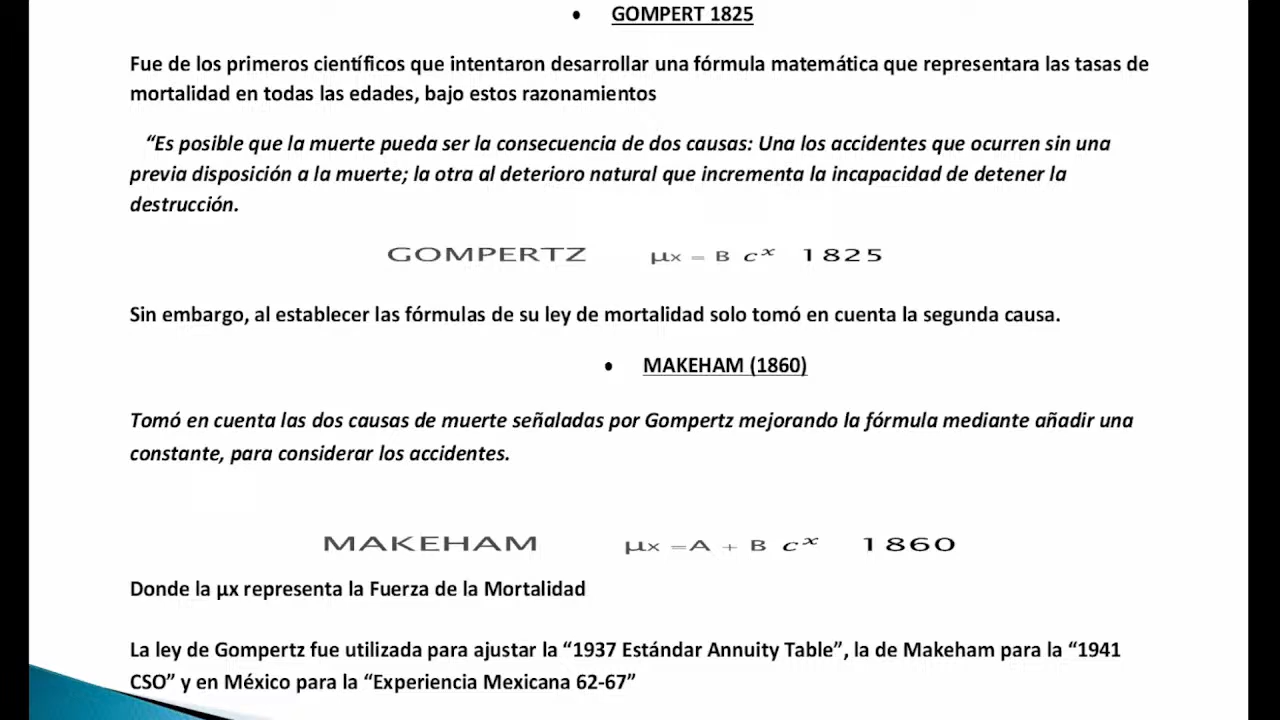 • GOMPERT 1825
Fue de los primeros científicos que intentaron desarrollar una fórmula matemática que representara las tasas de
mortalidad en todas las edades, bajo estos razonamientos
“Es posible que la muerte pueda ser la consecuencia de dos causas: Una los accidentes que ocurren sin una
previa disposición a la muerte; la otra al deterioro natural que incrementa la incapacidad de detener la
destrucción.
GOMPERTZ μx = B c^x 1825
Sin embargo, al establecer las fórmulas de su ley de mortalidad solo tomó en cuenta la segunda causa.
• MAKEHAM (1860)
Tomó en cuenta las dos causas de muerte señaladas por Gompertz mejorando la fórmula mediante añadir una
constante, para considerar los accidentes.
MAKEHAM μx =A + B c^x 1860
Donde la μx representa la Fuerza de la Mortalidad
La ley de Gompertz fue utilizada para ajustar la “1937 Estándar Annuity Table”, la de Makeham para la “1941
CSO” y en México para la “Experiencia Mexicana 62-67”